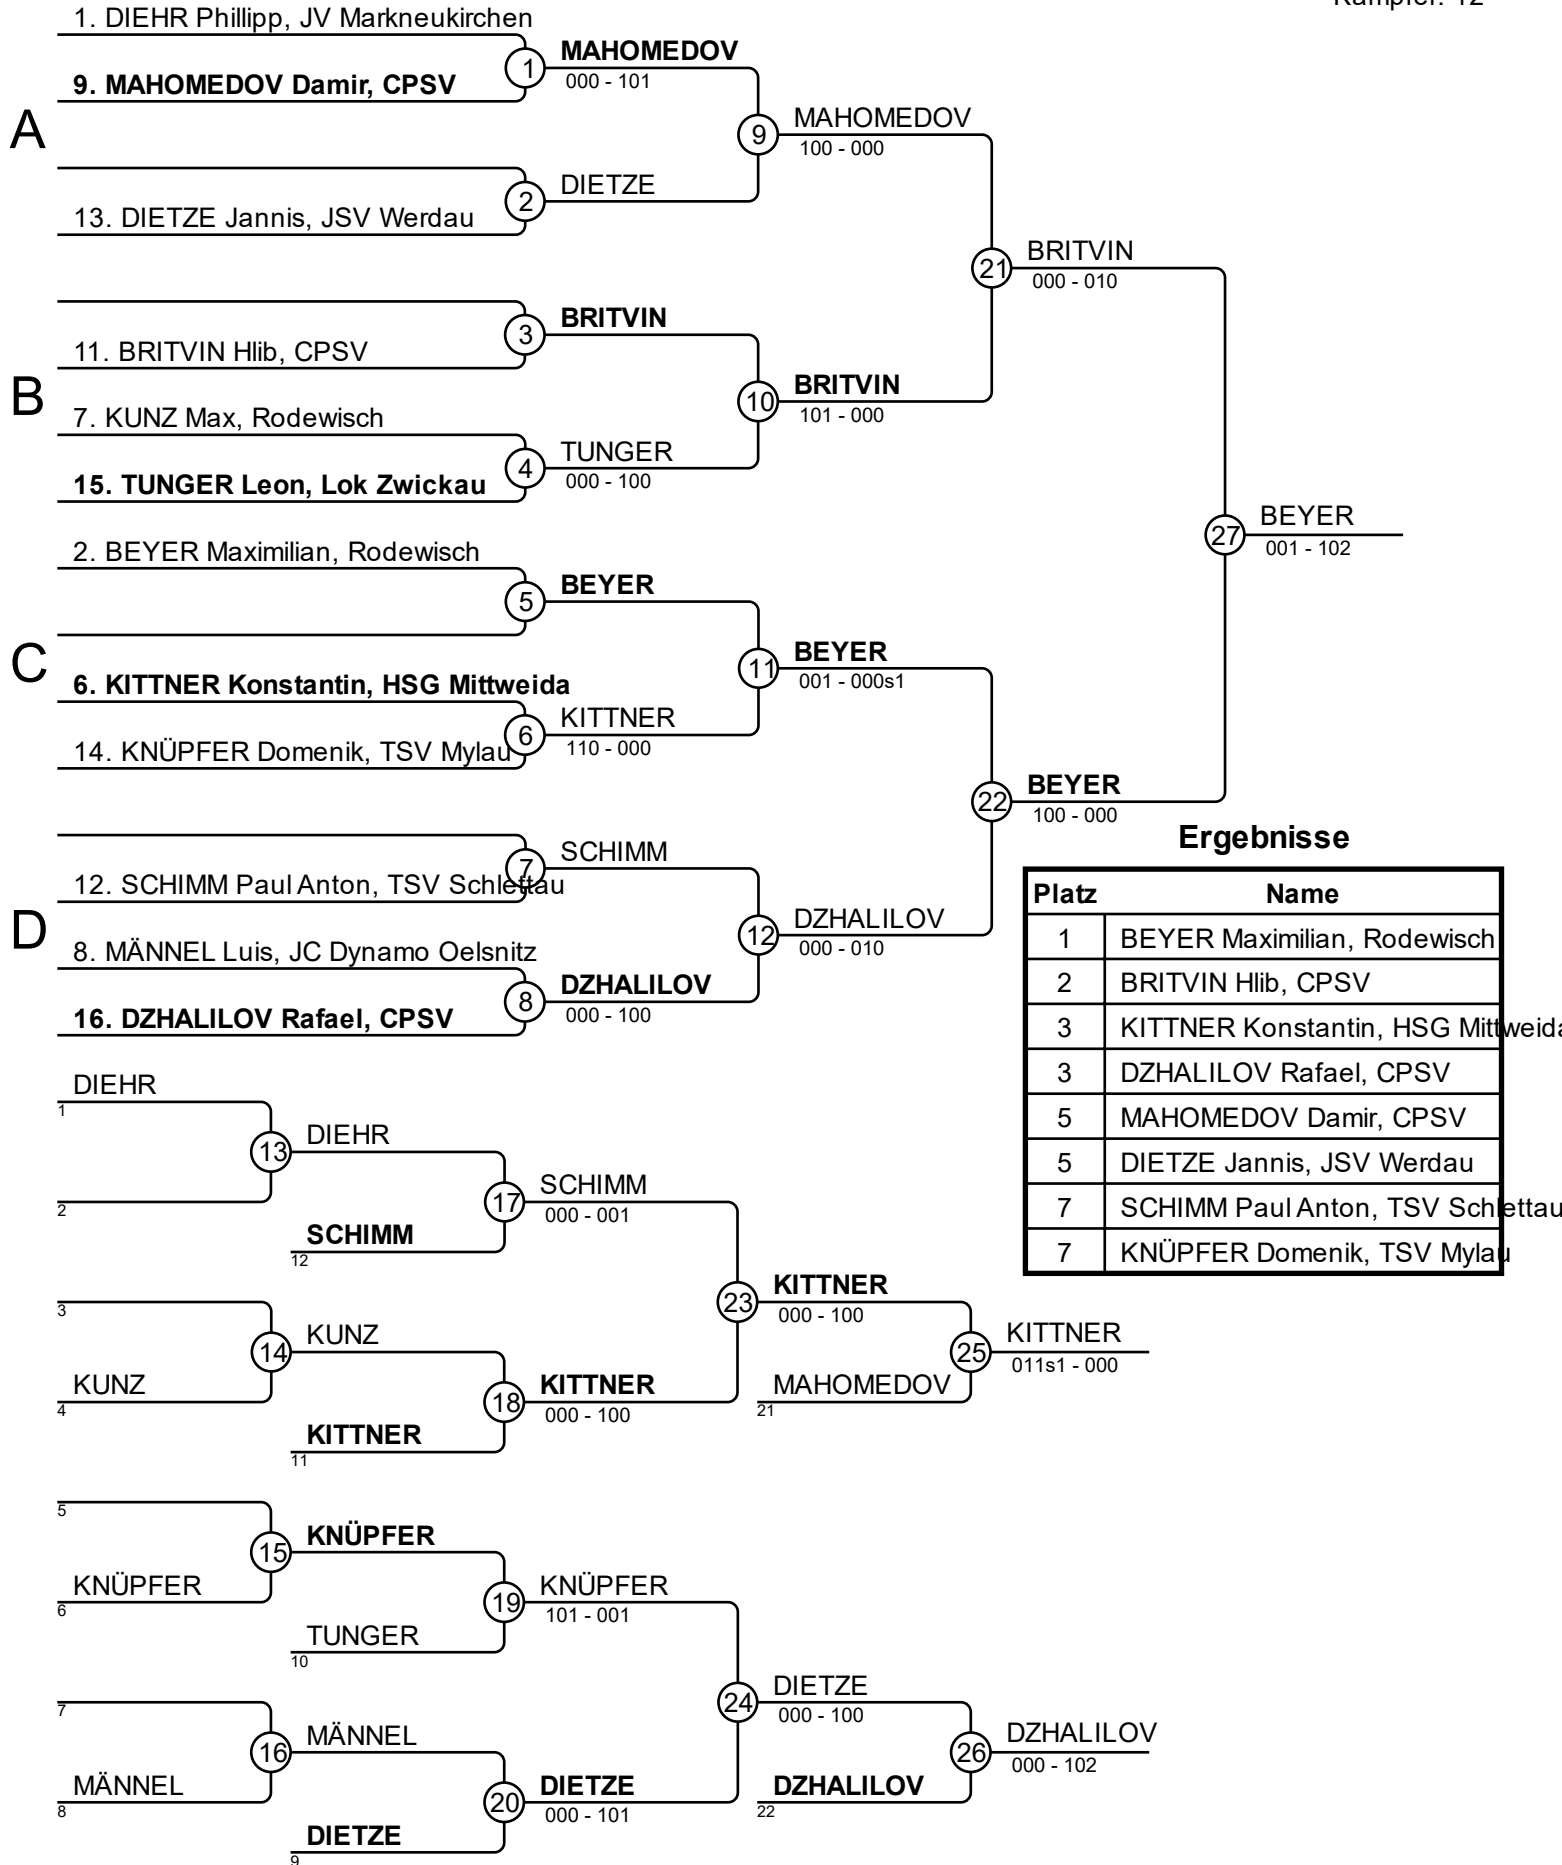 Kämpfer: 12
1. DIEHR Phillipp, JV Markneukirchen
1
MAHOMEDOV
000 - 101
9. MAHOMEDOV Damir, CPSV
A
9
MAHOMEDOV
100 - 000
2
DIETZE
13. DIETZE Jannis, JSV Werdau
21
BRITVIN
000 - 010
3
BRITVIN
11. BRITVIN Hlib, CPSV
B
10
BRITVIN
101 - 000
7. KUNZ Max, Rodewisch
4
TUNGER
000 - 100
15. TUNGER Leon, Lok Zwickau
27
BEYER
001 - 102
2. BEYER Maximilian, Rodewisch
5
BEYER
C
11
BEYER
001 - 000s1
6. KITTNER Konstantin, HSG Mittweida
6
KITTNER
110 - 000
14. KNÜPFER Domenik, TSV Mylau
22
BEYER
100 - 000
7
SCHIMM
12. SCHIMM Paul Anton, TSV Schlettau
D
12
DZHALILOV
000 - 010
8. MÄNNEL Luis, JC Dynamo Oelsnitz
8
DZHALILOV
000 - 100
16. DZHALILOV Rafael, CPSV
Ergebnisse
Platz Name
1 BEYER Maximilian, Rodewisch
2 BRITVIN Hlib, CPSV
3 KITTNER Konstantin, HSG Mittweida
3 DZHALILOV Rafael, CPSV
5 MAHOMEDOV Damir, CPSV
5 DIETZE Jannis, JSV Werdau
7 SCHIMM Paul Anton, TSV Schlettau
7 KNÜPFER Domenik, TSV Mylau
DIEHR
1
13
DIEHR
2
17
SCHIMM
000 - 001
SCHIMM
12
23
KITTNER
000 - 100
3
14
KUNZ
KUNZ
4
18
KITTNER
000 - 100
KITTNER
11
25
KITTNER
011s1 - 000
MAHOMEDOV
21
5
15
KNÜPFER
KNÜPFER
6
19
KNÜPFER
101 - 001
TUNGER
10
24
DIETZE
000 - 100
7
16
MÄNNEL
MÄNNEL
8
20
DIETZE
000 - 101
DIETZE
9
26
DZHALILOV
000 - 102
DZHALILOV
22